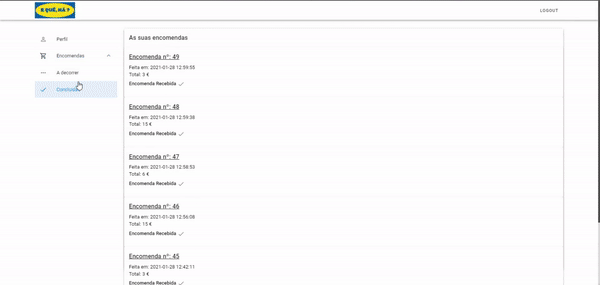 E QUÊ, HÁ ?
LOGOUT
Perfil
Encomendas
A decorrer
As suas encomendas
Encomenda nº: 49
Feita em: 2021-01-28 12:59:55
Total: 3 €
Encomenda Recebida
Encomenda nº: 48
Feita em: 2021-01-28 12:59:38
Total: 15 €
Encomenda Recebida
Encomenda nº: 47
Feita em: 2021-01-28 12:58:53
Total: 6 €
Encomenda Recebida
Encomenda nº: 46
Feita em: 2021-01-28 12:56:08
Total: 15 €
Encomenda Recebida
Encomenda nº: 45
Feita em: 2021-01-28 12:42:11
Total: 3 €
Encomenda Recebida